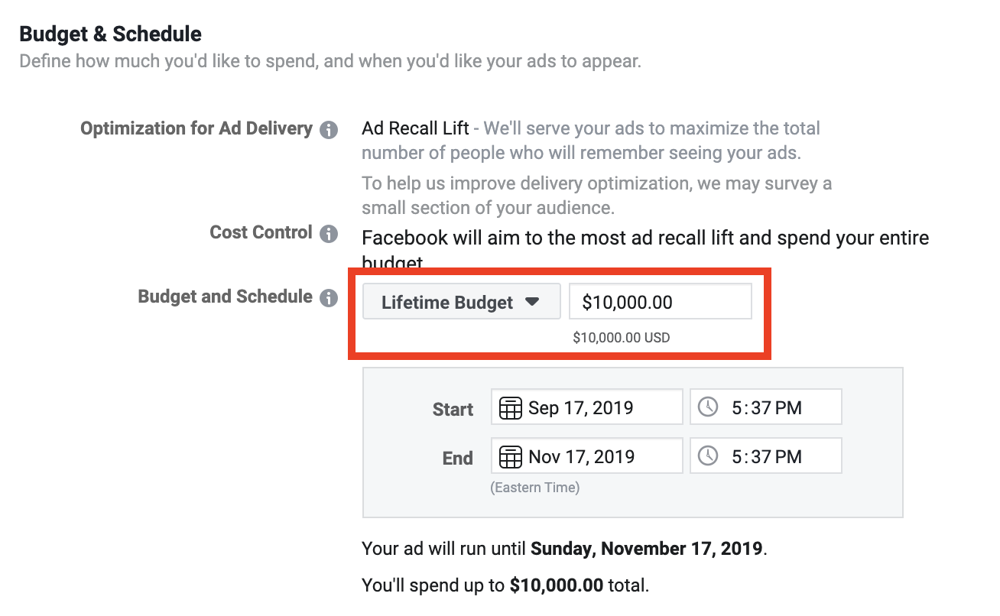 Budget & Schedule
Define how much you'd like to spend, and when you'd like your ads to appear.
Optimization for Ad Delivery
Ad Recall Lift - We'll serve your ads to maximize the total
number of people who will remember seeing your ads.
To help us improve delivery optimization, we may survey a
small section of your audience.
Cost Control
Facebook will aim to the most ad recall lift and spend your entire
budget
Budget and Schedule
Lifetime Budget $10,000.00
$10,000.00 USD
Start Sep 17, 2019 5:37 PM
End Nov 17, 2019 5:37 PM
(Eastern Time)
Your ad will run until Sunday, November 17, 2019.
You'll spend up to $10,000.00 total.